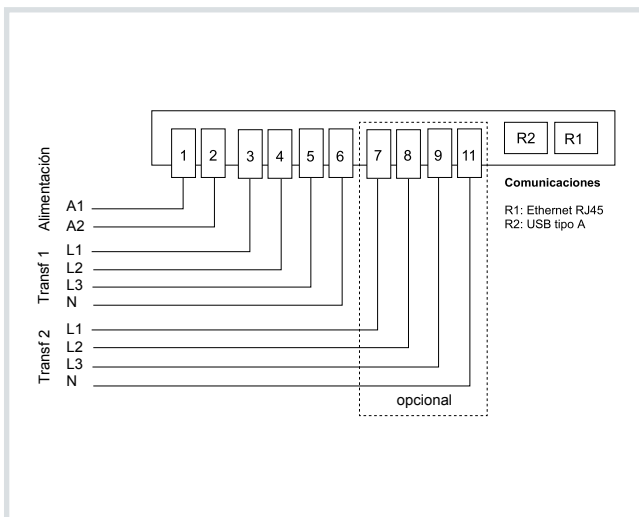 1 2 3 4 5 6 7 8 9 11
R2 R1
Comunicaciones
R1: Ethernet RJ45
R2: USB tipo A
Alimentación
A1
A2
Transf 1
L1
L2
L3
N
Transf 2
L1
L2
L3
N
opcional